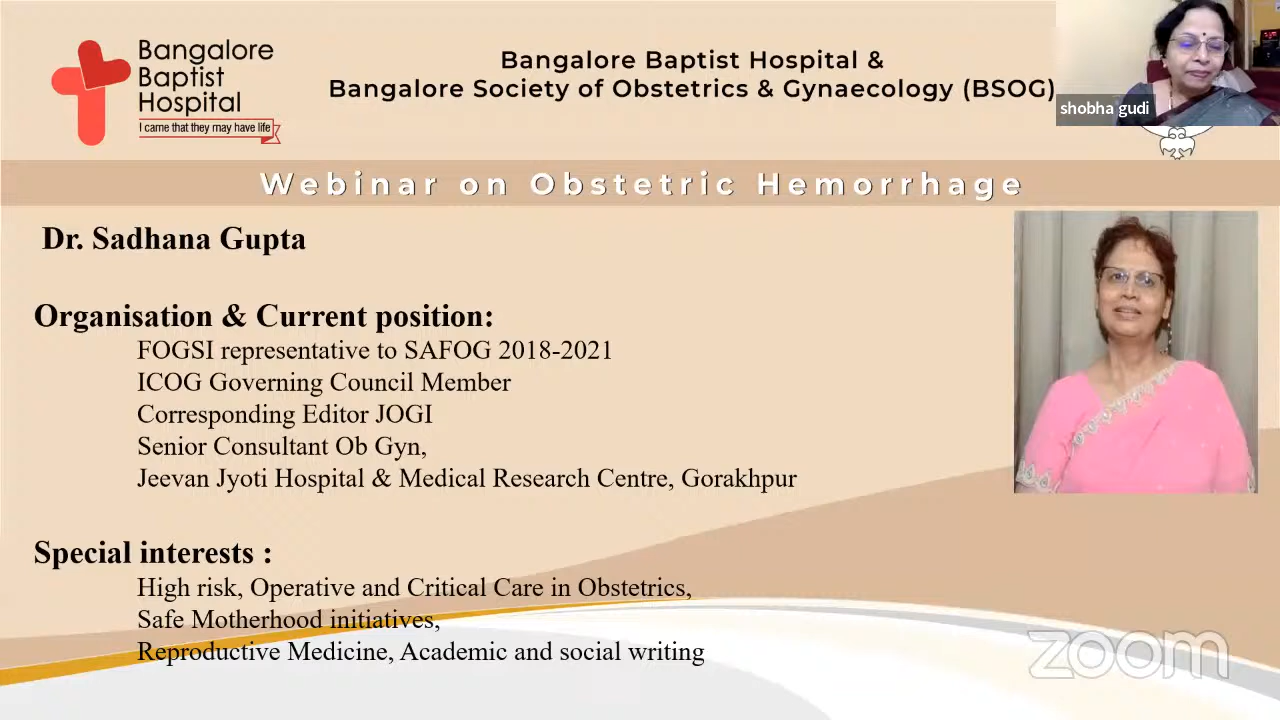 Bangalore
Baptist
Hospital
I came that they may have life
Bangalore Baptist Hospital &
Bangalore Society of Obstetrics & Gynaecology (BSOG)
shobha gudi
Webinar on Obstetric Hemorrhage
Dr. Sadhana Gupta
Organisation & Current position:
FOGSI representative to SAFOG 2018-2021
ICOG Governing Council Member
Corresponding Editor JOGI
Senior Consultant Ob Gyn,
Jeevan Jyoti Hospital & Medical Research Centre, Gorakhpur
Special interests :
High risk, Operative and Critical Care in Obstetrics,
Safe Motherhood initiatives,
Reproductive Medicine, Academic and social writing
zoom